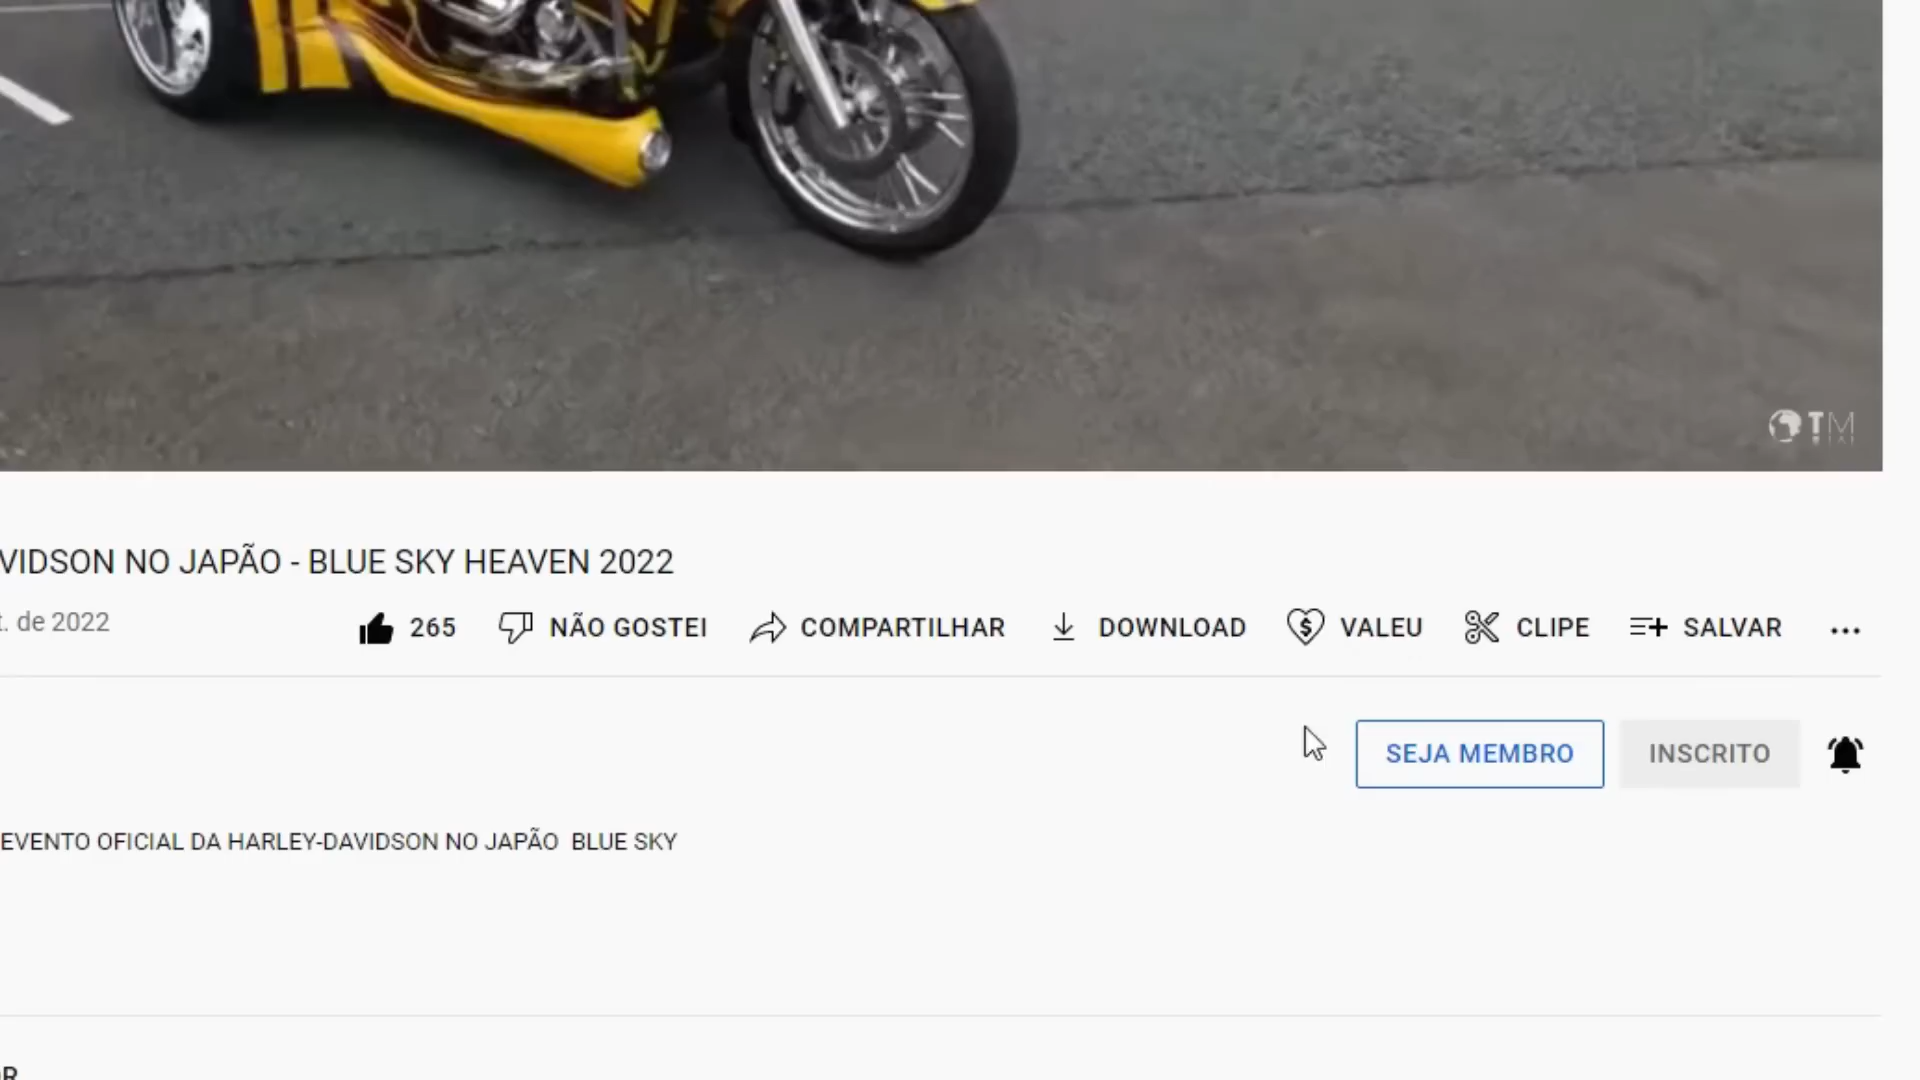 TM
VIDSON NO JAPÃO - BLUE SKY HEAVEN 2022
. de 2022
265 NÃO GOSTEI COMPARTILHAR DOWNLOAD VALEU CLIPE SALVAR ...
SEJA MEMBRO INSCRITO
EVENTO OFICIAL DA HARLEY-DAVIDSON NO JAPÃO BLUE SKY